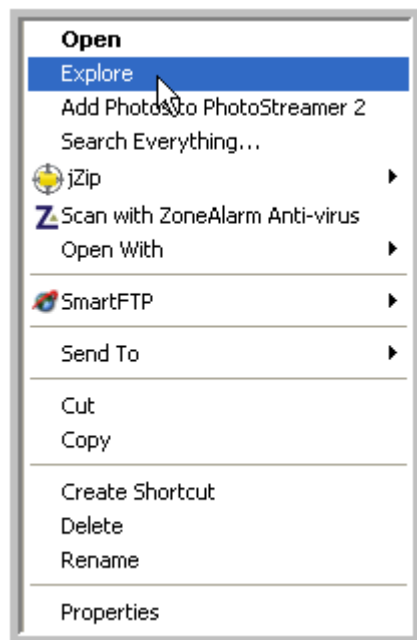 Open
Explore
Add Photos to PhotoStreamer 2
Search Everything...
jZip
Scan with ZoneAlarm Anti-virus
Open With
SmartFTP
Send To
Cut
Copy
Create Shortcut
Delete
Rename
Properties